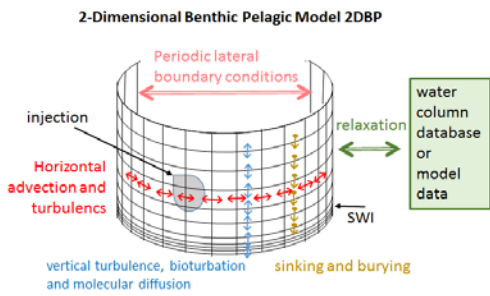 2-Dimensional Benthic Pelagic Model 2DBP
Periodic lateral
boundary conditions
injection
Horizontal
advection and
turbulencs
relaxation
water
column
database
or
model
data
SWI
vertical turbulence, bioturbation
and molecular diffusion
sinking and burying